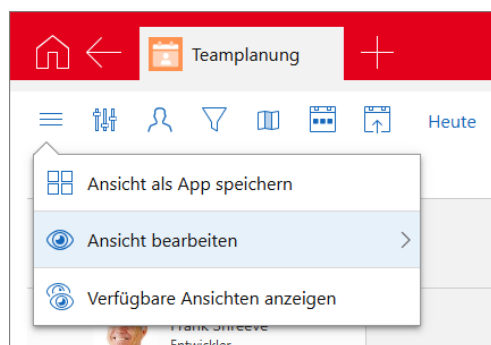 Teamplanung
Heute
Ansicht als App speichern
Ansicht bearbeiten
Verfügbare Ansichten anzeigen
Frank Shreeve
Entwickler